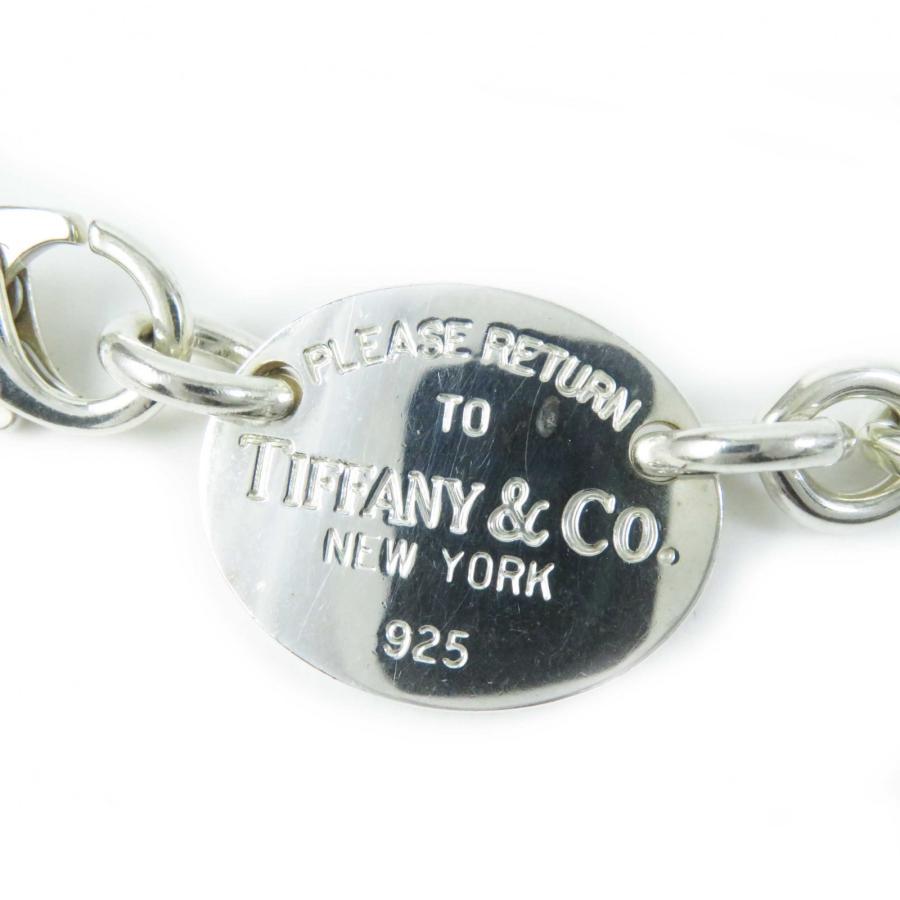 PLEASE RETURN
TO
TIFFANY & CO.
NEW YORK
925